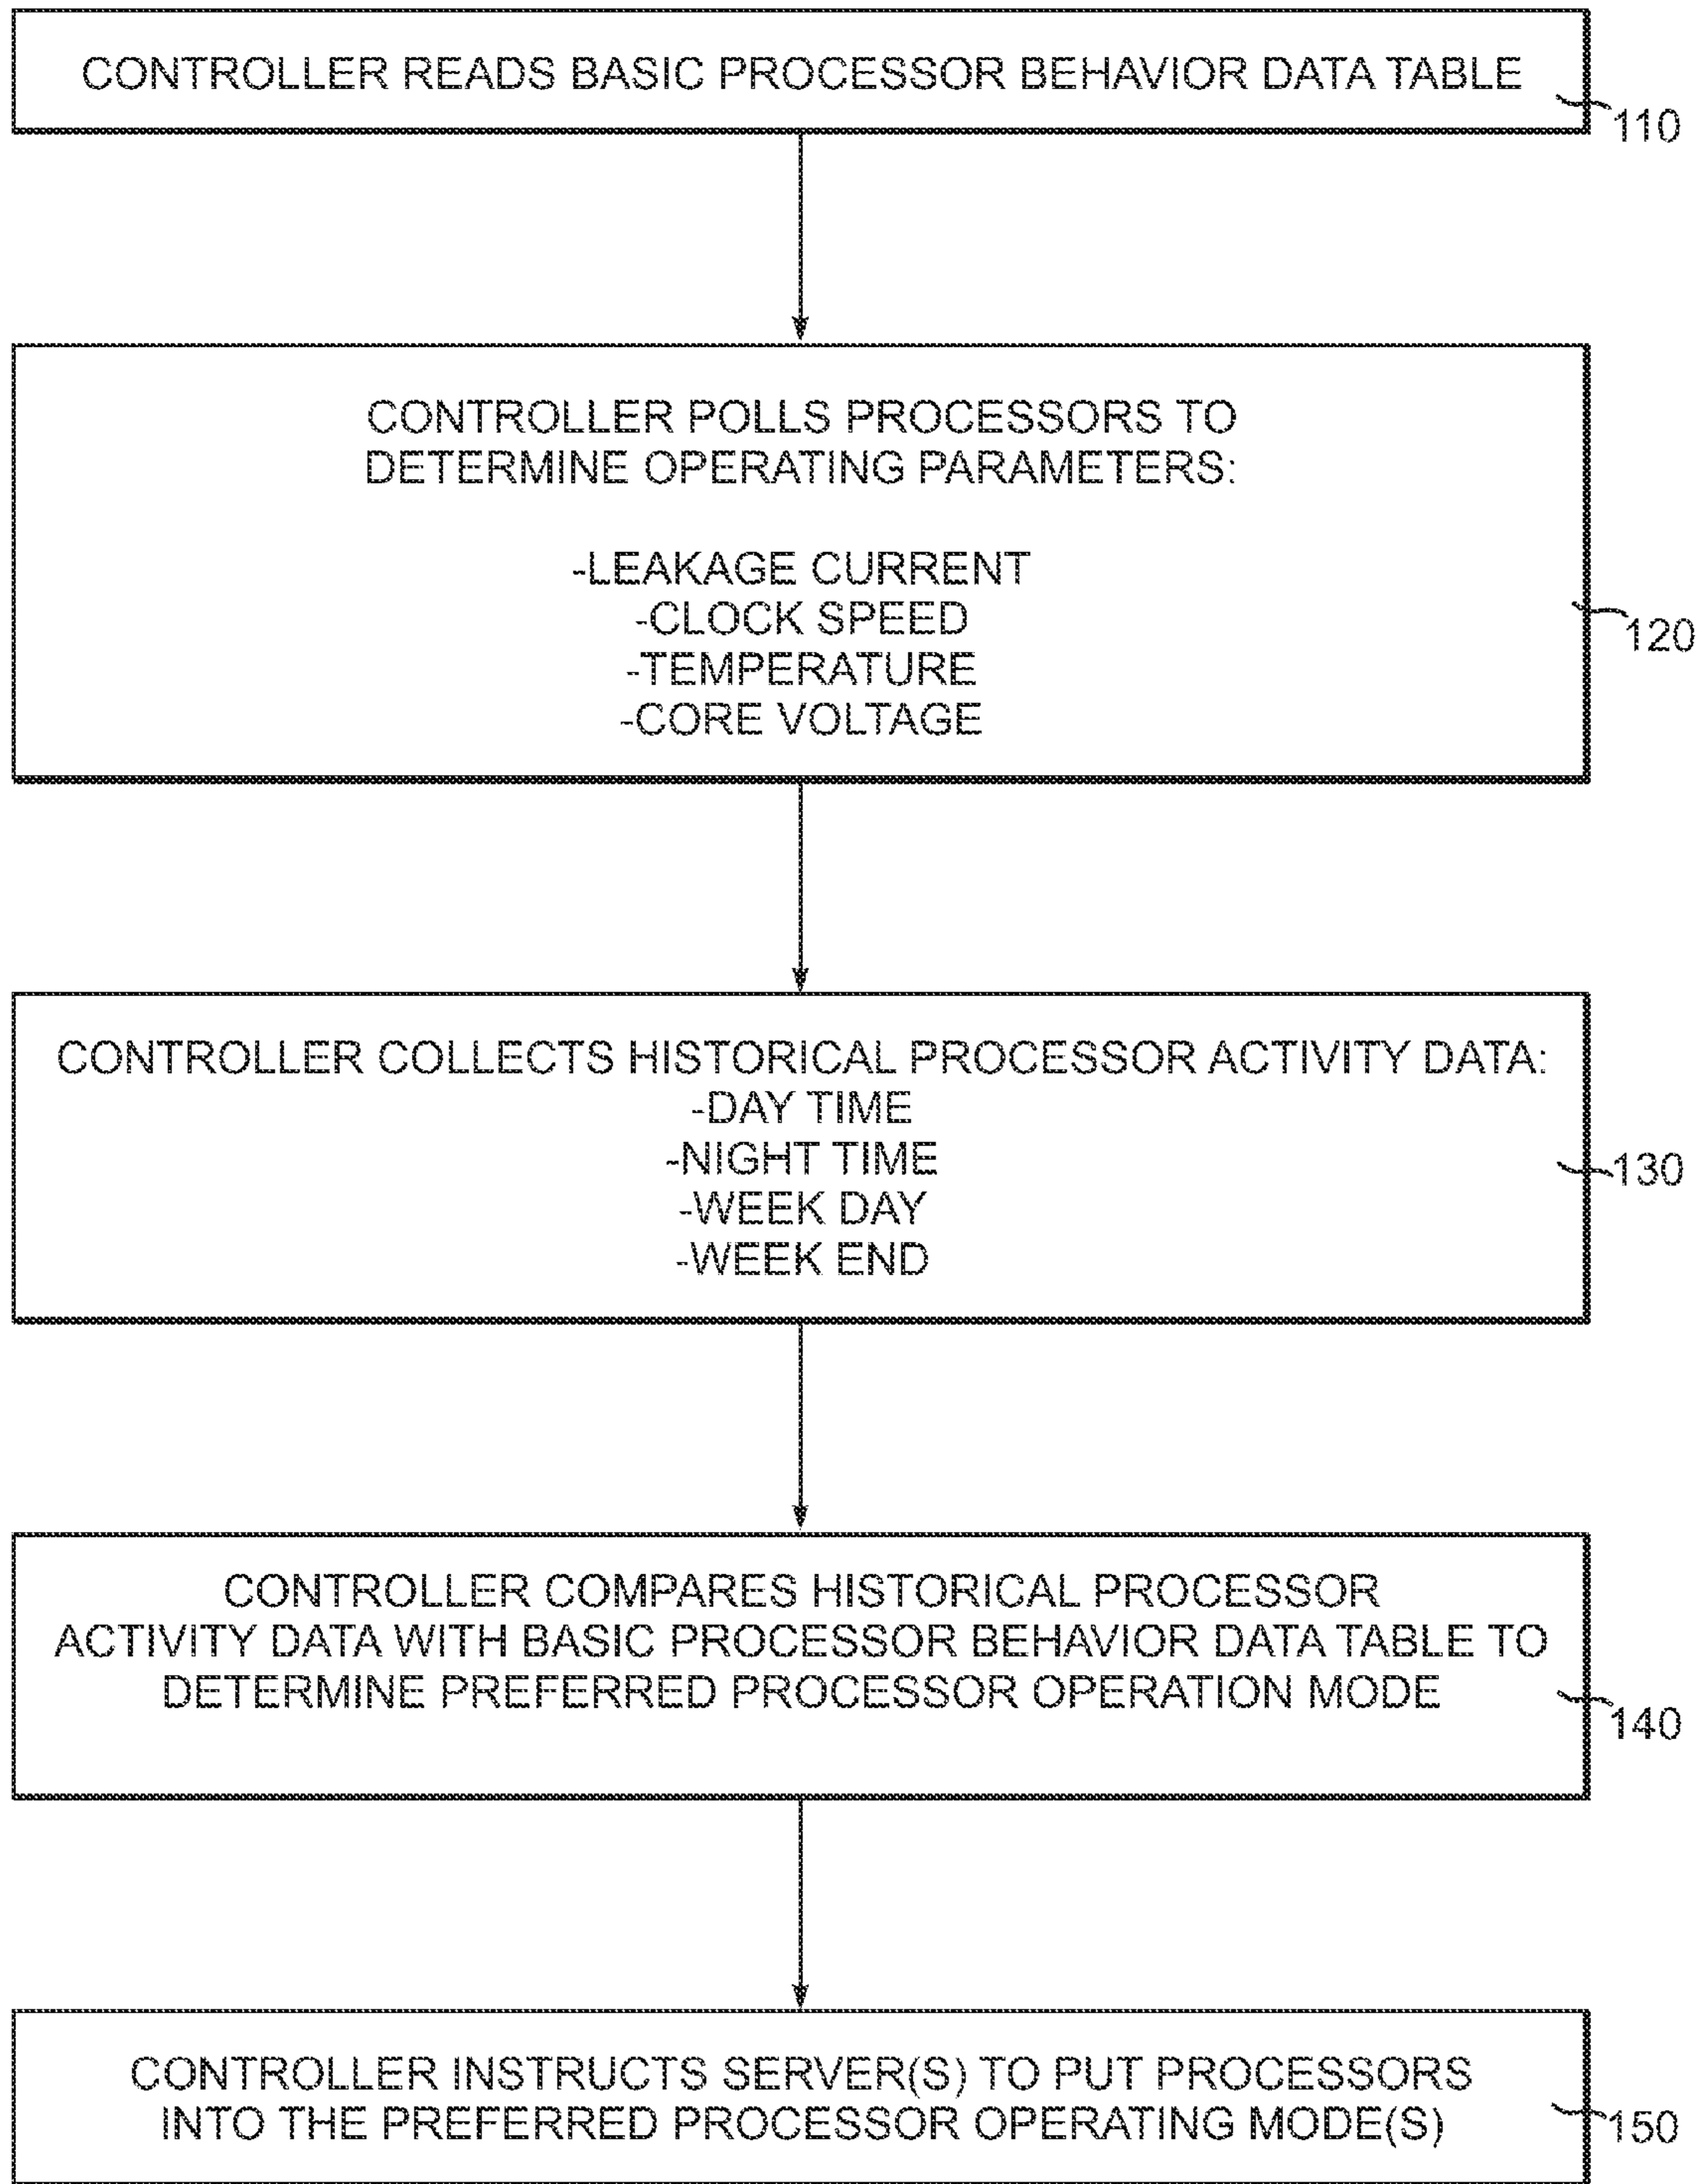 CONTROLLER READS BASIC PROCESSOR BEHAVIOR DATA TABLE
110
CONTROLLER POLLS PROCESSORS TO
DETERMINE OPERATING PARAMETERS:
-LEAKAGE CURRENT
-CLOCK SPEED
-TEMPERATURE
-CORE VOLTAGE
120
CONTROLLER COLLECTS HISTORICAL PROCESSOR ACTIVITY DATA:
-DAY TIME
-NIGHT TIME
-WEEK DAY
-WEEK END
130
CONTROLLER COMPARES HISTORICAL PROCESSOR
ACTIVITY DATA WITH BASIC PROCESSOR BEHAVIOR DATA TABLE TO
DETERMINE PREFERRED PROCESSOR OPERATION MODE
140
CONTROLLER INSTRUCTS SERVER(S) TO PUT PROCESSORS
INTO THE PREFERRED PROCESSOR OPERATING MODE(S)
150